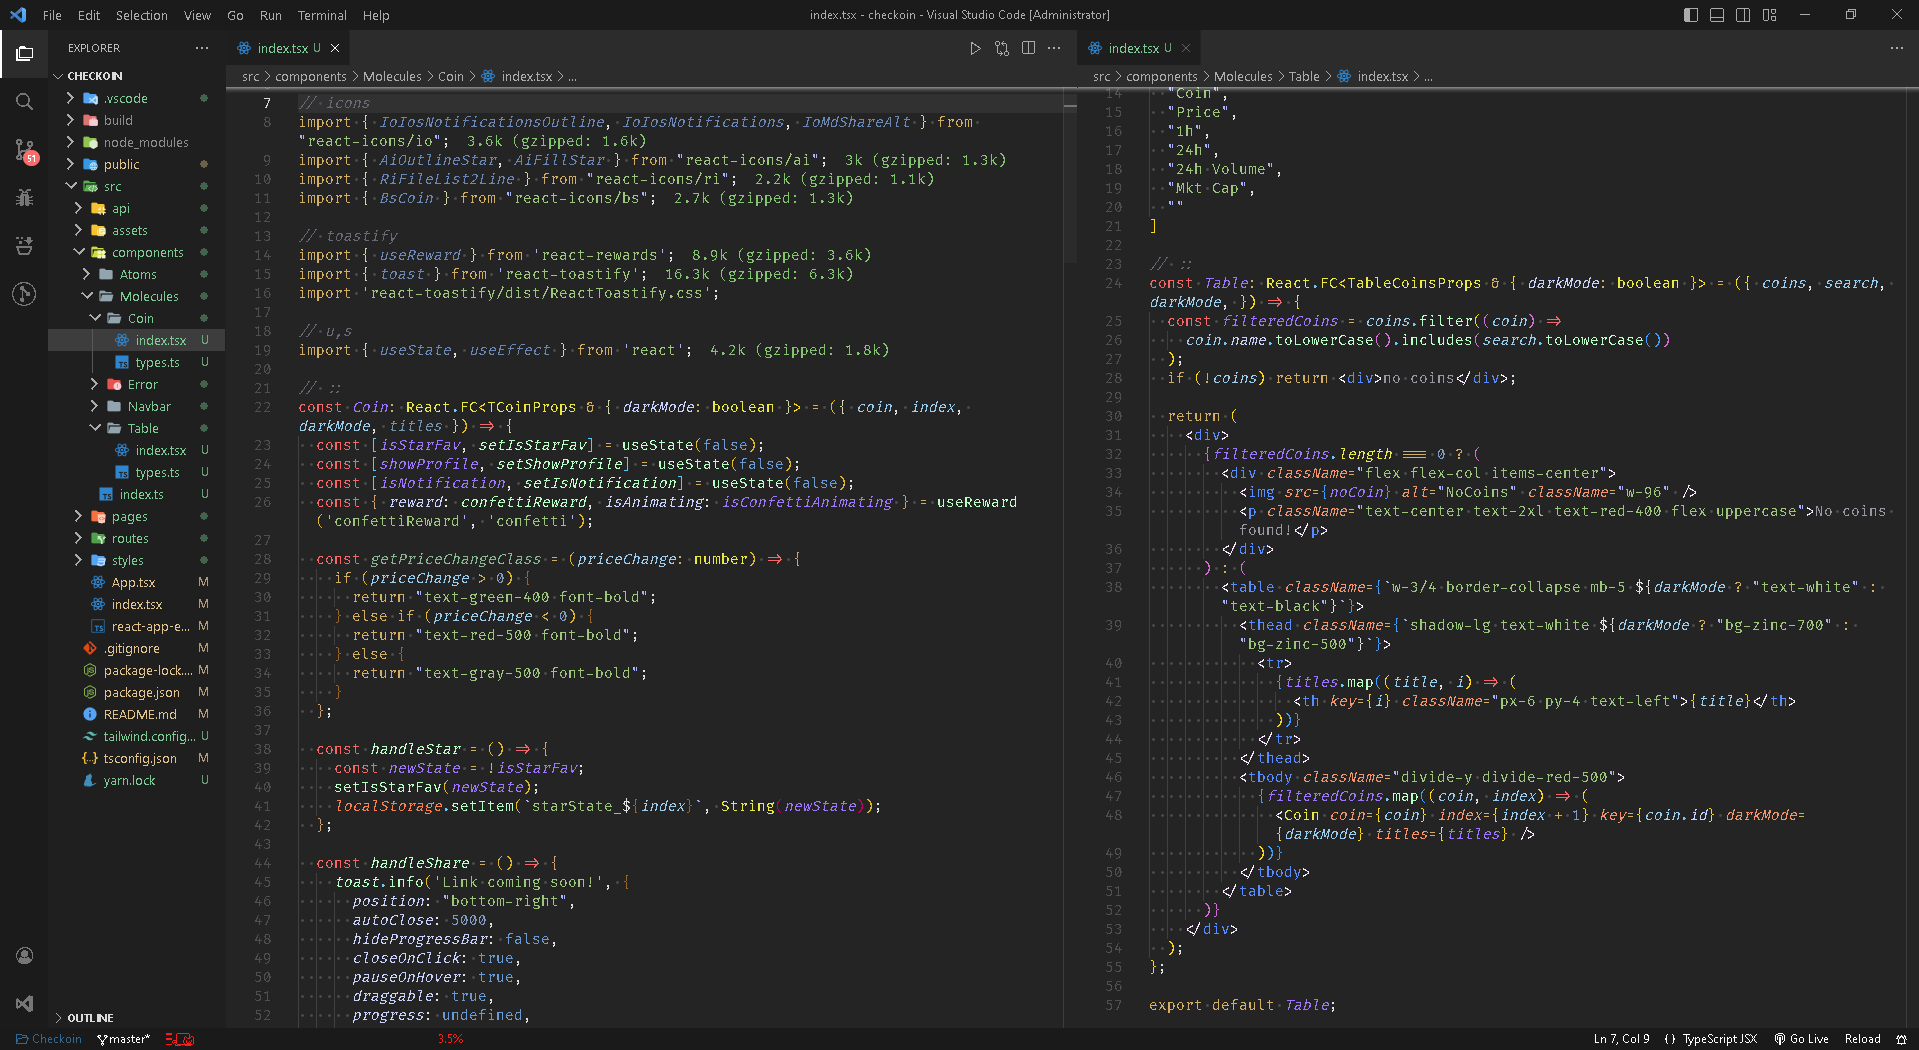 File Edit Selection View Go Run Terminal Help
index.tsx - checkoin - Visual Studio Code [Administrator]
EXPLORER
CHECKOIN
.vscode
build
node_modules
public
src
api
assets
components
Atoms
Molecules
Coin
index.tsx U
types.ts U
Error
Navbar
Table
index.tsx U
types.ts U
index.ts U
pages
routes
styles
App.tsx M
index.tsx M
react-app-e... M
.gitignore M
package-lock.... M
package.json M
README.md M
tailwind.config... U
tsconfig.json M
yarn.lock U
OUTLINE
51
index.tsx U
src > components > Molecules > Coin > index.tsx > ...
7 // icons
8 import { IoIosNotificationsOutline, IoIosNotifications, IoMdShareAlt } from
"react-icons/io"; 3.6k (gzipped: 1.6k)
9 import { AiOutlineStar, AiFillStar } from "react-icons/ai"; 3k (gzipped: 1.3k)
10 import { RiFileList2Line } from "react-icons/ri"; 2.2k (gzipped: 1.1k)
11 import { BsCoin } from "react-icons/bs"; 2.7k (gzipped: 1.3k)
12
13 // toastify
14 import { useReward } from 'react-rewards'; 8.9k (gzipped: 3.6k)
15 import { toast } from 'react-toastify'; 16.3k (gzipped: 6.3k)
16 import 'react-toastify/dist/ReactToastify.css';
17
18 // u,s
19 import { useState, useEffect } from 'react'; 4.2k (gzipped: 1.8k)
20
21 // ::
22 const Coin: React.FC<TCoinProps & { darkMode: boolean }> = ({ coin, index,
darkMode, titles }) => {
23 const [isStarFav, setIsStarFav] = useState(false);
24 const [showProfile, setShowProfile] = useState(false);
25 const [isNotification, setIsNotification] = useState(false);
26 const { reward: confettiReward, isAnimating: isConfettiAnimating } = useReward
('confettiReward', 'confetti');
27
28 const getPriceChangeClass = (priceChange: number) => {
29 if (priceChange > 0) {
30 return "text-green-400 font-bold";
31 } else if (priceChange < 0) {
32 return "text-red-500 font-bold";
33 } else {
34 return "text-gray-500 font-bold";
35 }
36 };
37
38 const handleStar = () => {
39 const newState = !isStarFav;
40 setIsStarFav(newState);
41 localStorage.setItem(`starState_${index}`, String(newState));
42 };
43
44 const handleShare = () => {
45 toast.info('Link coming soon!', {
46 position: "bottom-right",
47 autoClose: 5000,
48 hideProgressBar: false,
49 closeOnClick: true,
50 pauseOnHover: true,
51 draggable: true,
52 progress: undefined,
index.tsx U
src > components > Molecules > Table > index.tsx > ...
14 "Coin",
15 "Price",
16 "1h",
17 "24h",
18 "24h Volume",
19 "Mkt Cap",
20 ""
21 ]
22
23 // ::
24 const Table: React.FC<TableCoinsProps & { darkMode: boolean }> = ({ coins, search,
darkMode, }) => {
25 const filteredCoins = coins.filter((coin) =>
26 coin.name.toLowerCase().includes(search.toLowerCase())
27 );
28 if (!coins) return <div>no coins</div>;
29
30 return (
31 <div>
32 {filteredCoins.length === 0 ? (
33 <div className="flex flex-col items-center">
34 <img src={noCoin} alt="NoCoins" className="w-96" />
35 <p className="text-center text-2xl text-red-400 flex uppercase">No coins
found!</p>
36 </div>
37 ) : (
38 <table className={`w-3/4 border-collapse mb-5 ${darkMode ? "text-white" :
"text-black"}`}>
39 <thead className={`shadow-lg text-white ${darkMode ? "bg-zinc-700" :
"bg-zinc-500"}`}>
40 <tr>
41 {titles.map((title, i) => (
42 <th key={i} className="px-6 py-4 text-left">{title}</th>
43 ))}
44 </tr>
45 </thead>
46 <tbody className="divide-y divide-red-500">
47 {filteredCoins.map((coin, index) => (
48 <Coin coin={coin} index={index + 1} key={coin.id} darkMode=
{darkMode} titles={titles} />
49 ))}
50 </tbody>
51 </table>
52 )}
53 </div>
54 );
55 };
56
57 export default Table;
Checkoin master* 3.5% Ln 7, Col 9 {} TypeScript JSX Go Live Reload